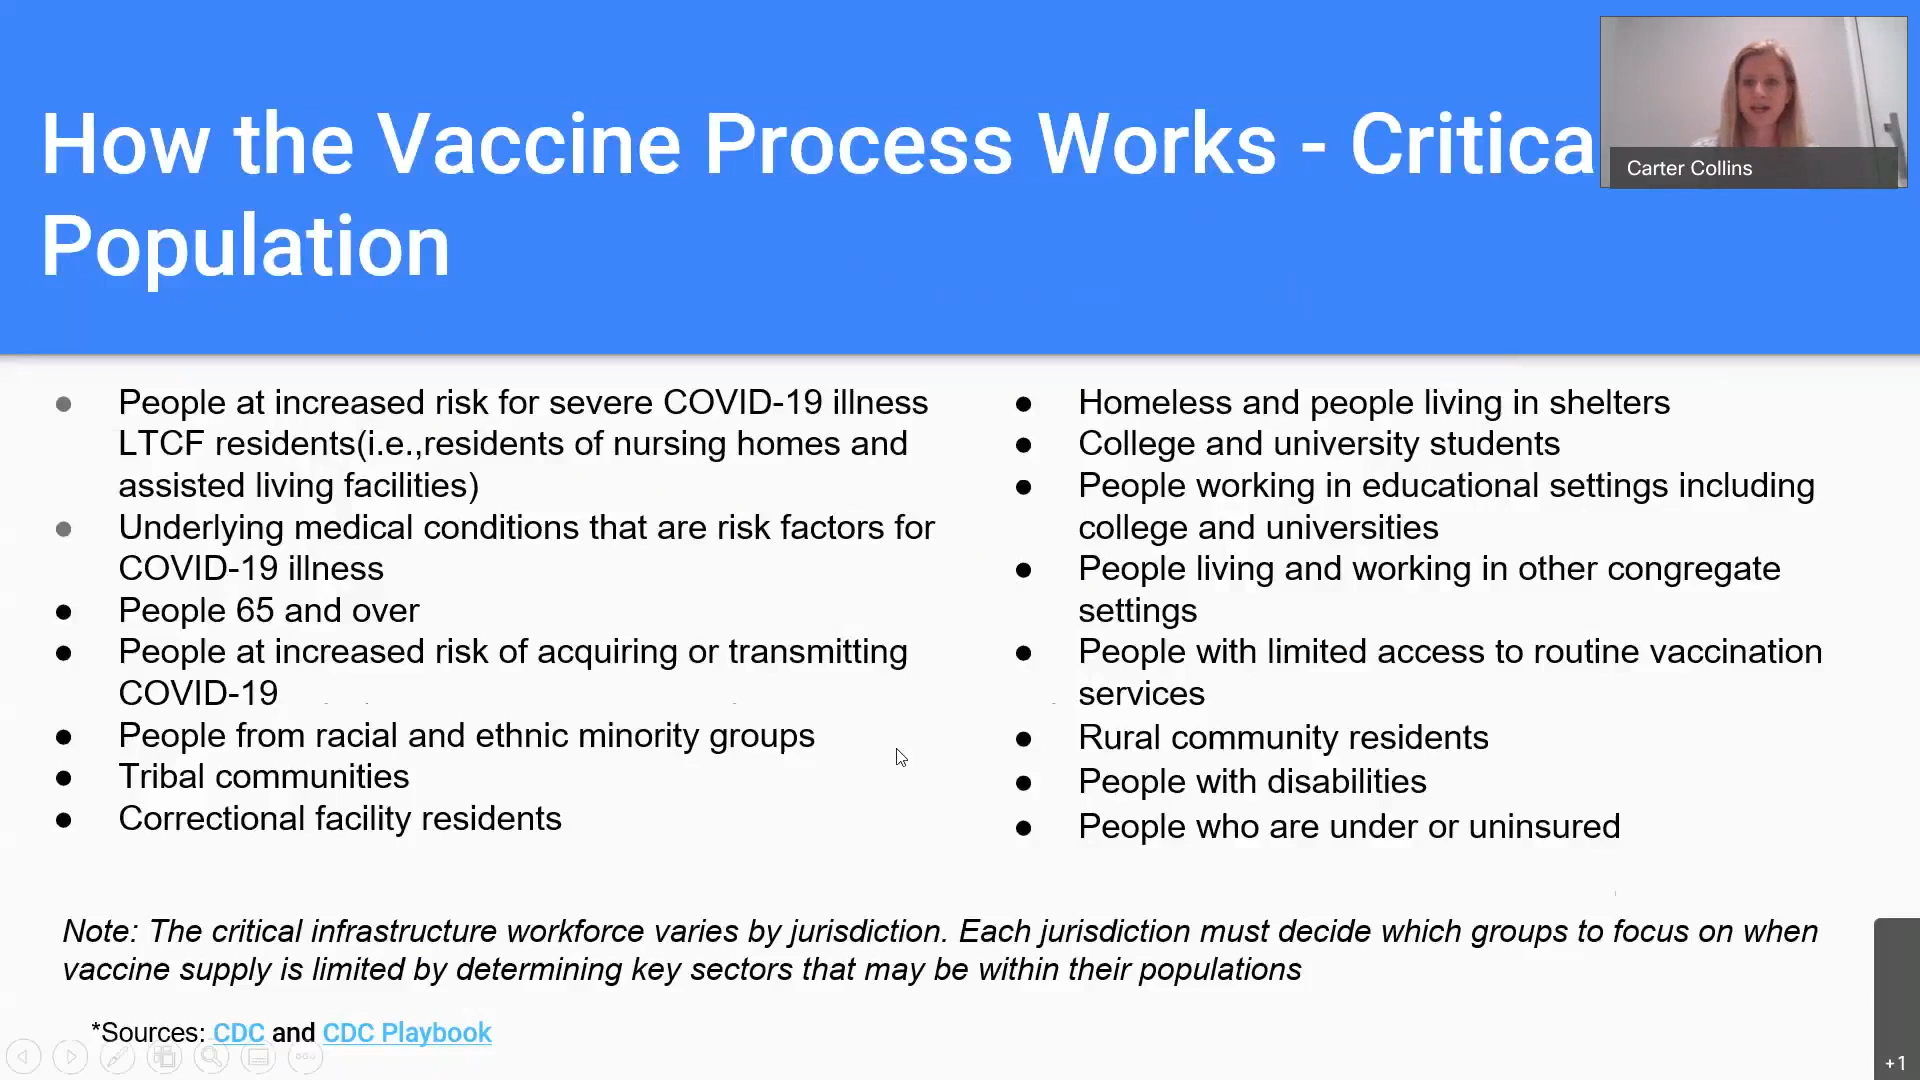 How the Vaccine Process Works - Critica
Population
Carter Collins
People at increased risk for severe COVID-19 illness
LTCF residents(i.e.,residents of nursing homes and
assisted living facilities)
Underlying medical conditions that are risk factors for
COVID-19 illness
People 65 and over
People at increased risk of acquiring or transmitting
COVID-19
People from racial and ethnic minority groups
Tribal communities
Correctional facility residents
Homeless and people living in shelters
College and university students
People working in educational settings including
college and universities
People living and working in other congregate
settings
People with limited access to routine vaccination
services
Rural community residents
People with disabilities
People who are under or uninsured
Note: The critical infrastructure workforce varies by jurisdiction. Each jurisdiction must decide which groups to focus on when
vaccine supply is limited by determining key sectors that may be within their populations
*Sources: CDC and CDC Playbook
+1